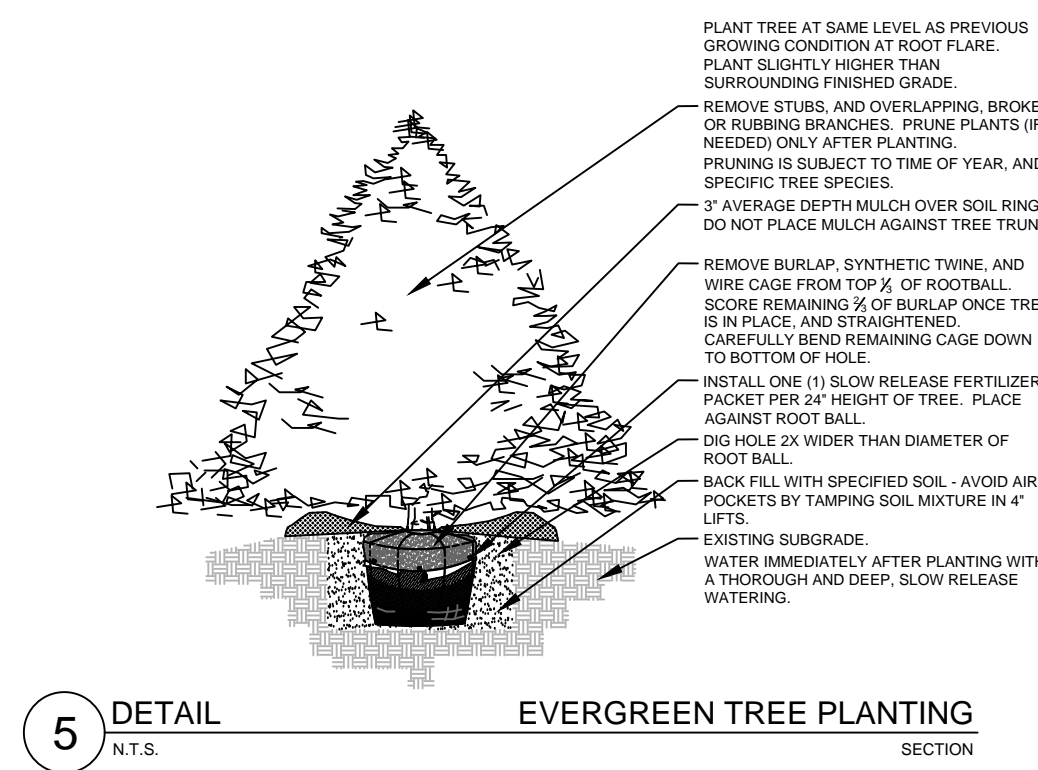 PLANT TREE AT SAME LEVEL AS PREVIOUS
GROWING CONDITION AT ROOT FLARE.
PLANT SLIGHTLY HIGHER THAN
SURROUNDING FINISHED GRADE.
REMOVE STUBS, AND OVERLAPPING, BROKE
OR RUBBING BRANCHES. PRUNE PLANTS (IF
NEEDED) ONLY AFTER PLANTING.
PRUNING IS SUBJECT TO TIME OF YEAR, AND
SPECIFIC TREE SPECIES.
3" AVERAGE DEPTH MULCH OVER SOIL RING
DO NOT PLACE MULCH AGAINST TREE TRUN
REMOVE BURLAP, SYNTHETIC TWINE, AND
WIRE CAGE FROM TOP ⅓ OF ROOTBALL.
SCORE REMAINING ⅔ OF BURLAP ONCE TRE
IS IN PLACE, AND STRAIGHTENED.
CAREFULLY BEND REMAINING CAGE DOWN
TO BOTTOM OF HOLE.
INSTALL ONE (1) SLOW RELEASE FERTILIZER
PACKET PER 24" HEIGHT OF TREE. PLACE
AGAINST ROOT BALL.
DIG HOLE 2X WIDER THAN DIAMETER OF
ROOT BALL.
BACK FILL WITH SPECIFIED SOIL - AVOID AIR
POCKETS BY TAMPING SOIL MIXTURE IN 4"
LIFTS.
EXISTING SUBGRADE.
WATER IMMEDIATELY AFTER PLANTING WITH
A THOROUGH AND DEEP, SLOW RELEASE
WATERING.
5 DETAIL EVERGREEN TREE PLANTING
N.T.S. SECTION